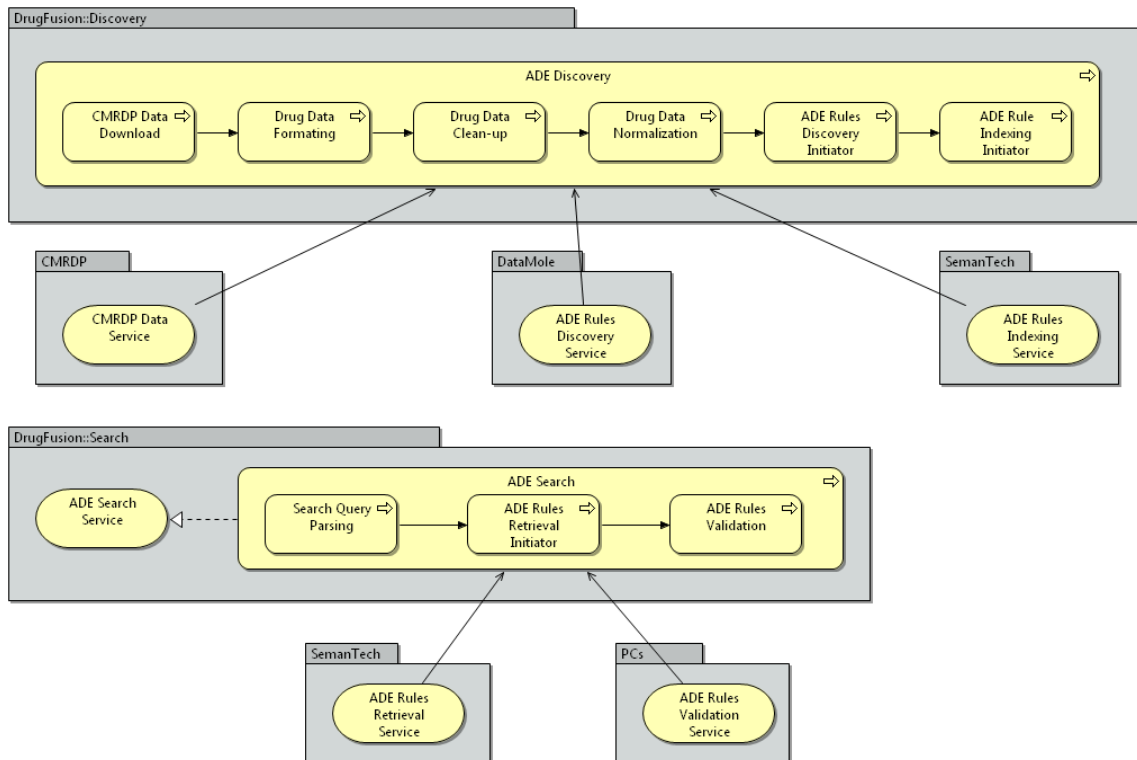 DrugFusion::Discovery
ADE Discovery
CMRDP Data
Download
Drug Data
Formating
Drug Data
Clean-up
Drug Data
Normalization
ADE Rules
Discovery
Initiator
ADE Rule
Indexing
Initiator
CMRDP
CMRDP Data
Service
DataMole
ADE Rules
Discovery
Service
SemanTech
ADE Rules
Indexing
Service
DrugFusion::Search
ADE Search
Service
ADE Search
Search Query
Parsing
ADE Rules
Retrieval
Initiator
ADE Rules
Validation
SemanTech
ADE Rules
Retrieval
Service
PCs
ADE Rules
Validation
Service